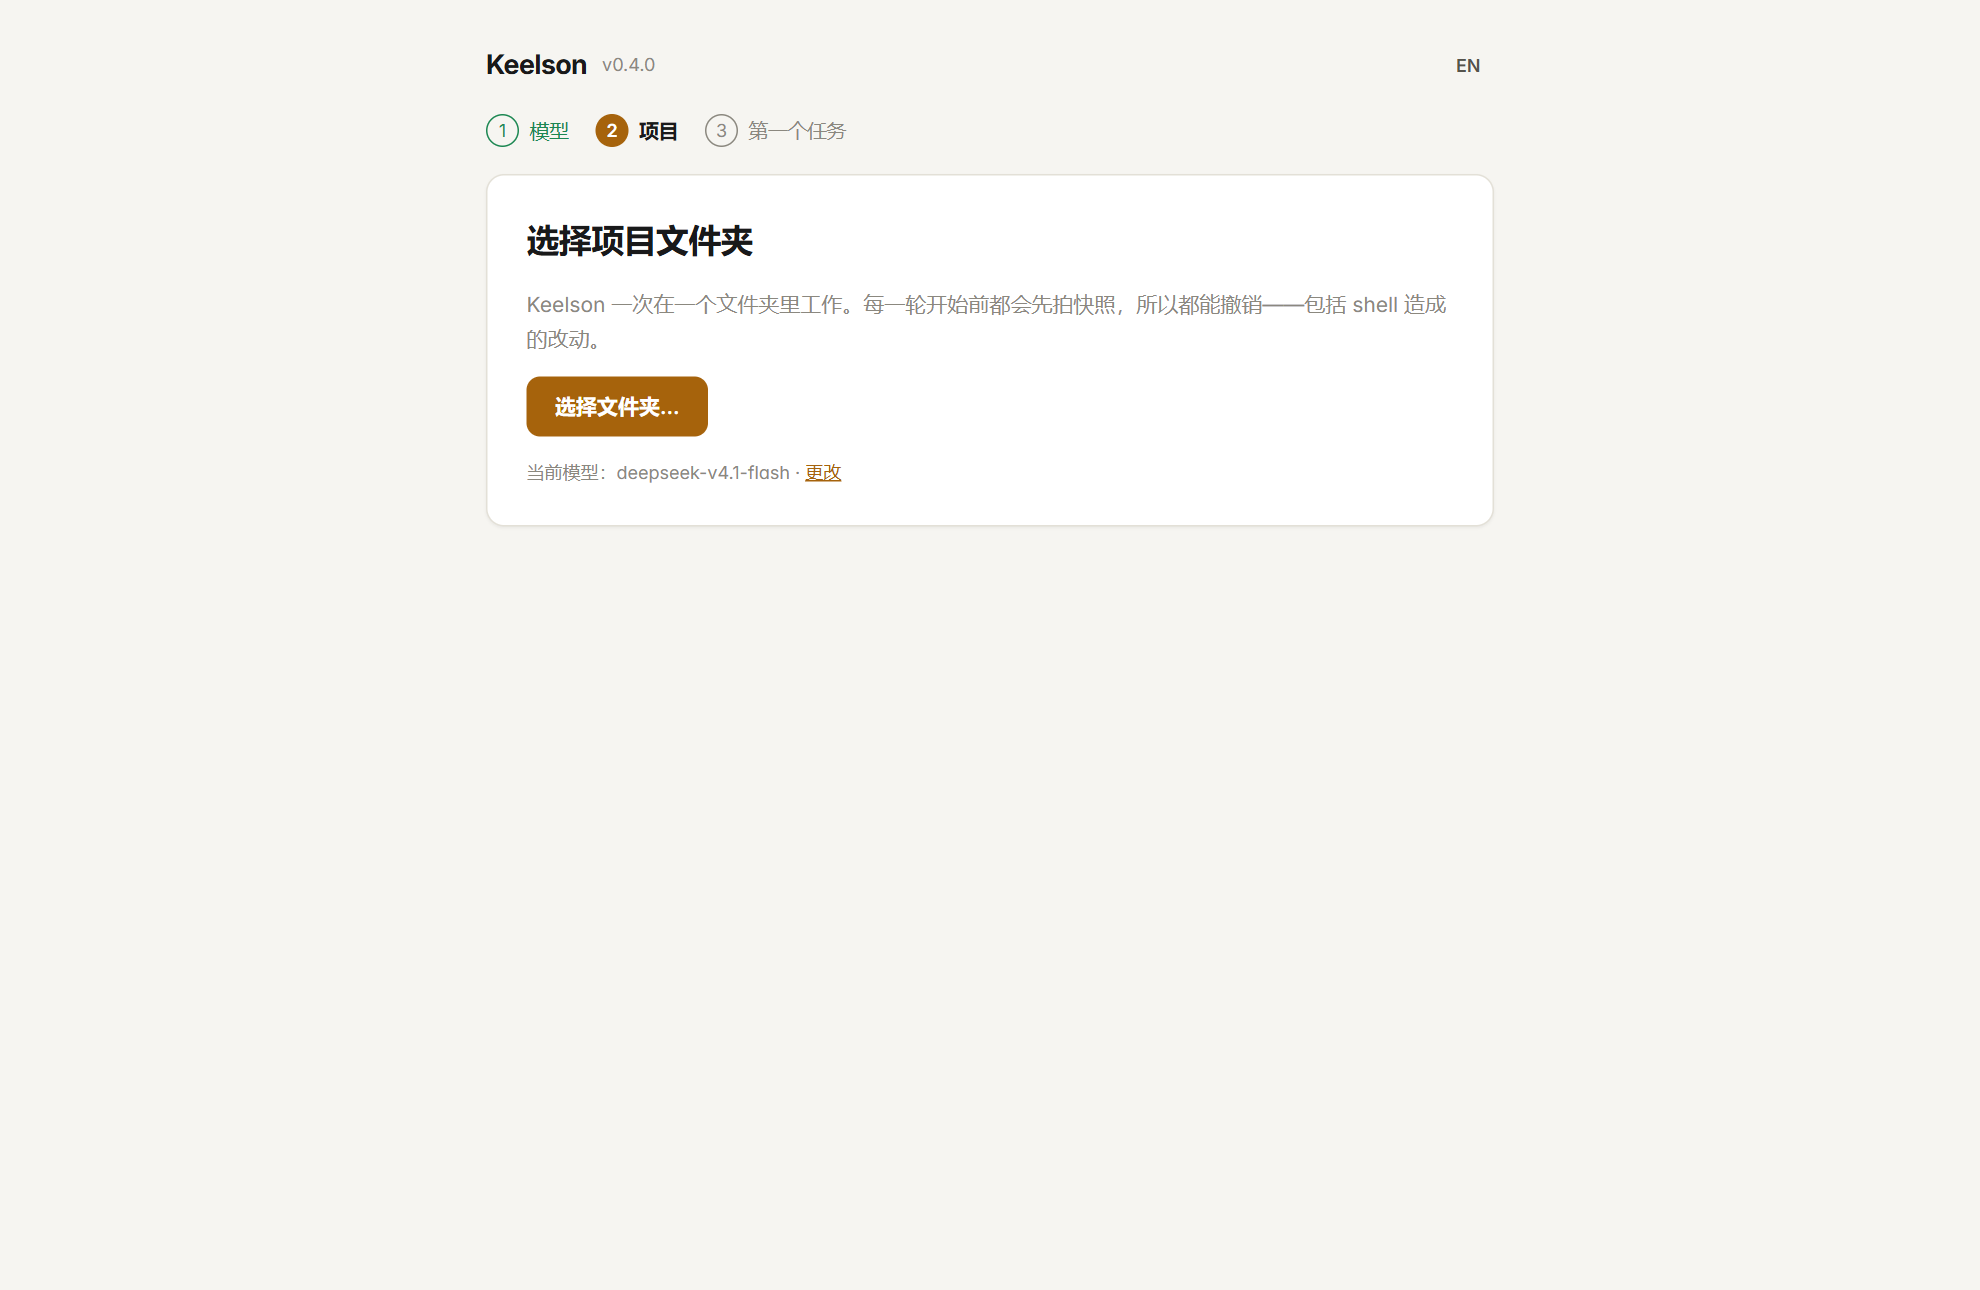 Keelson v0.4.0
EN
1 模型 2 项目 3 第一个任务
选择项目文件夹
Keelson 一次在一个文件夹里工作。每一轮开始前都会先拍快照，所以都能撤销——包括 shell 造成
的改动。
选择文件夹...
当前模型：deepseek-v4.1-flash · 更改